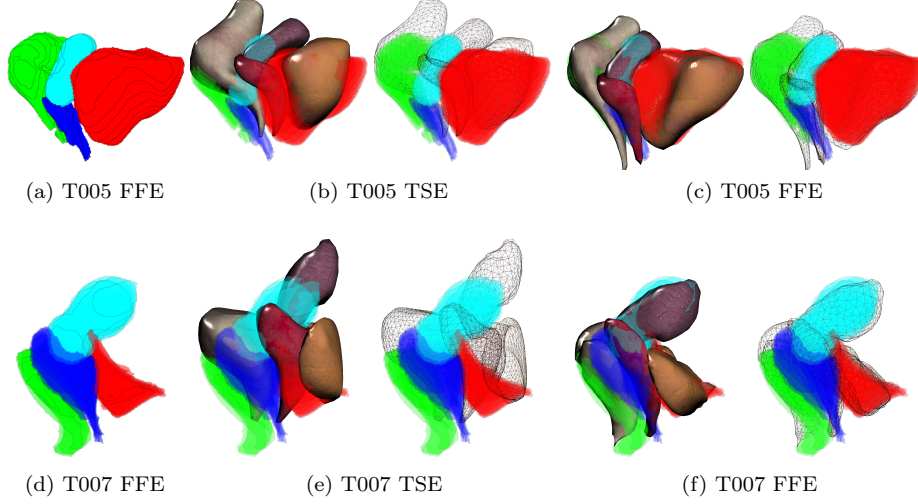 (a) T005 FFE
(b) T005 TSE
(c) T005 FFE
(d) T007 FFE
(e) T007 TSE
(f) T007 FFE